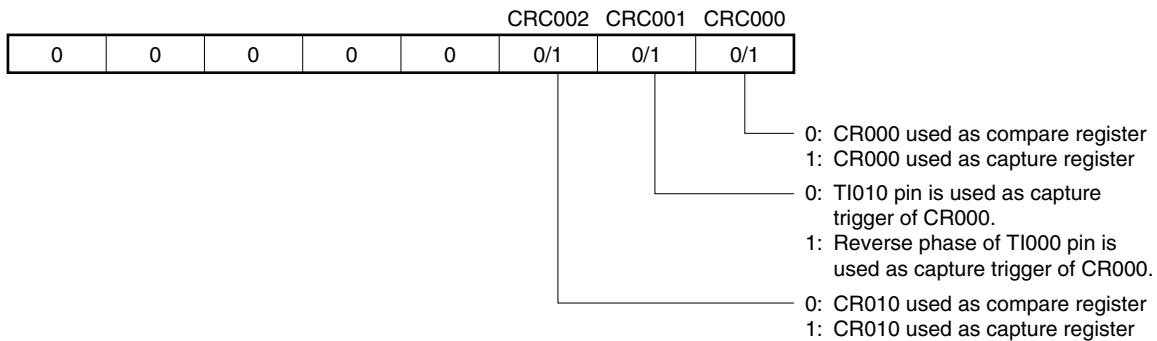 CRC002 CRC001 CRC000
0 0 0 0 0 0/1 0/1 0/1
0: CR000 used as compare register
1: CR000 used as capture register
0: TI010 pin is used as capture
trigger of CR000.
1: Reverse phase of TI000 pin is
used as capture trigger of CR000.
0: CR010 used as compare register
1: CR010 used as capture register